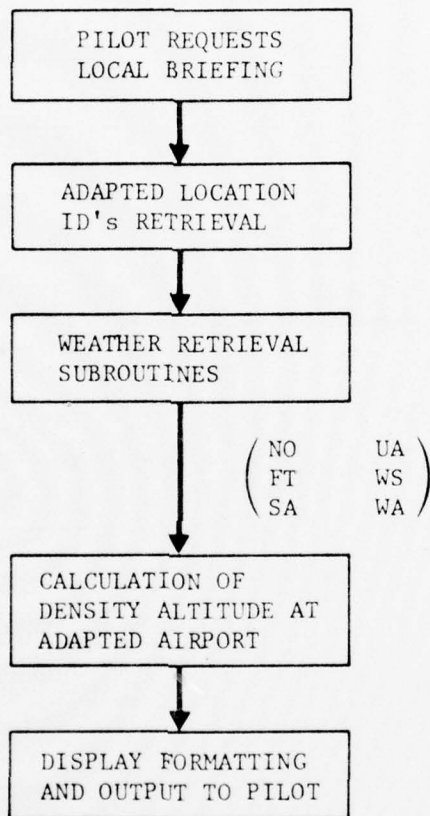 PILOT REQUESTS
LOCAL BRIEFING
ADAPTED LOCATION
ID's RETRIEVAL
WEATHER RETRIEVAL
SUBROUTINES
NO UA
FT WS
SA WA
CALCULATION OF
DENSITY ALTITUDE AT
ADAPTED AIRPORT
DISPLAY FORMATTING
AND OUTPUT TO PILOT